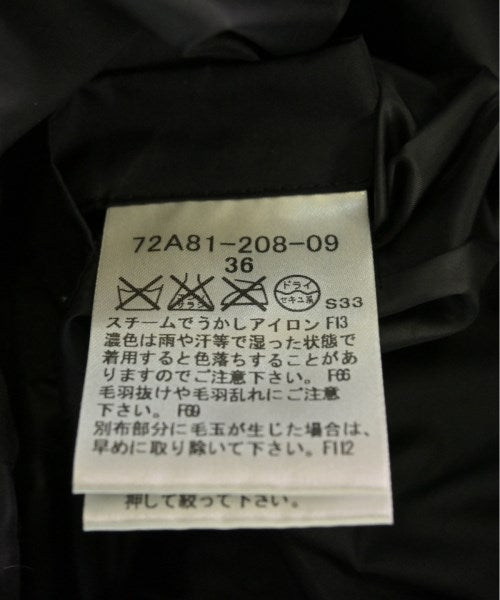 72A81-208-09
36
エンソ サラシ
ドライ
セキユ系
S33
スチームでうかしアイロン F13
濃色は雨や汗等で湿った状態で
着用すると色落ちすることがあ
りますのでご注意下さい。 F66
毛羽抜けや毛羽乱れにご注意
下さい。 F69
別布部分に毛玉が生じた場合は、
早めに取り除いて下さい。F112
押して絞って下さい。